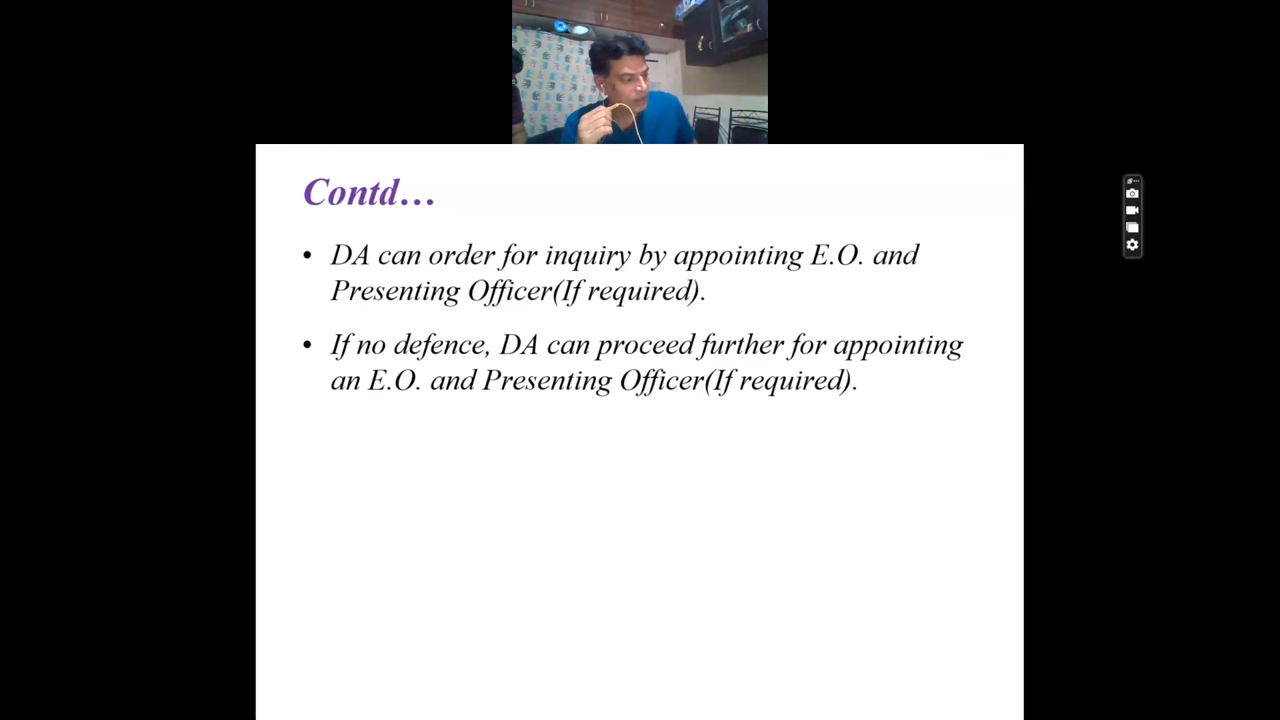 Contd…
• DA can order for inquiry by appointing E.O. and
Presenting Officer(If required).
• If no defence, DA can proceed further for appointing
an E.O. and Presenting Officer(If required).